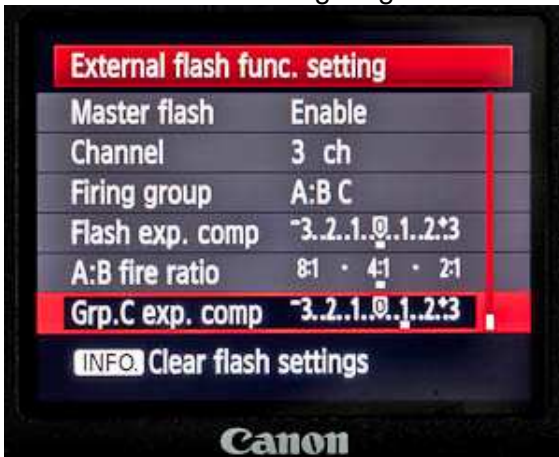 External flash func. setting
Master flash Enable
Channel 3 ch
Firing group A:B C
Flash exp. comp -3..2..1..0..1..2..+3
A:B fire ratio 8:1 · 4:1 · 2:1
Grp.C exp. comp -3..2..1..0..1..2..+3
INFO. Clear flash settings
Canon